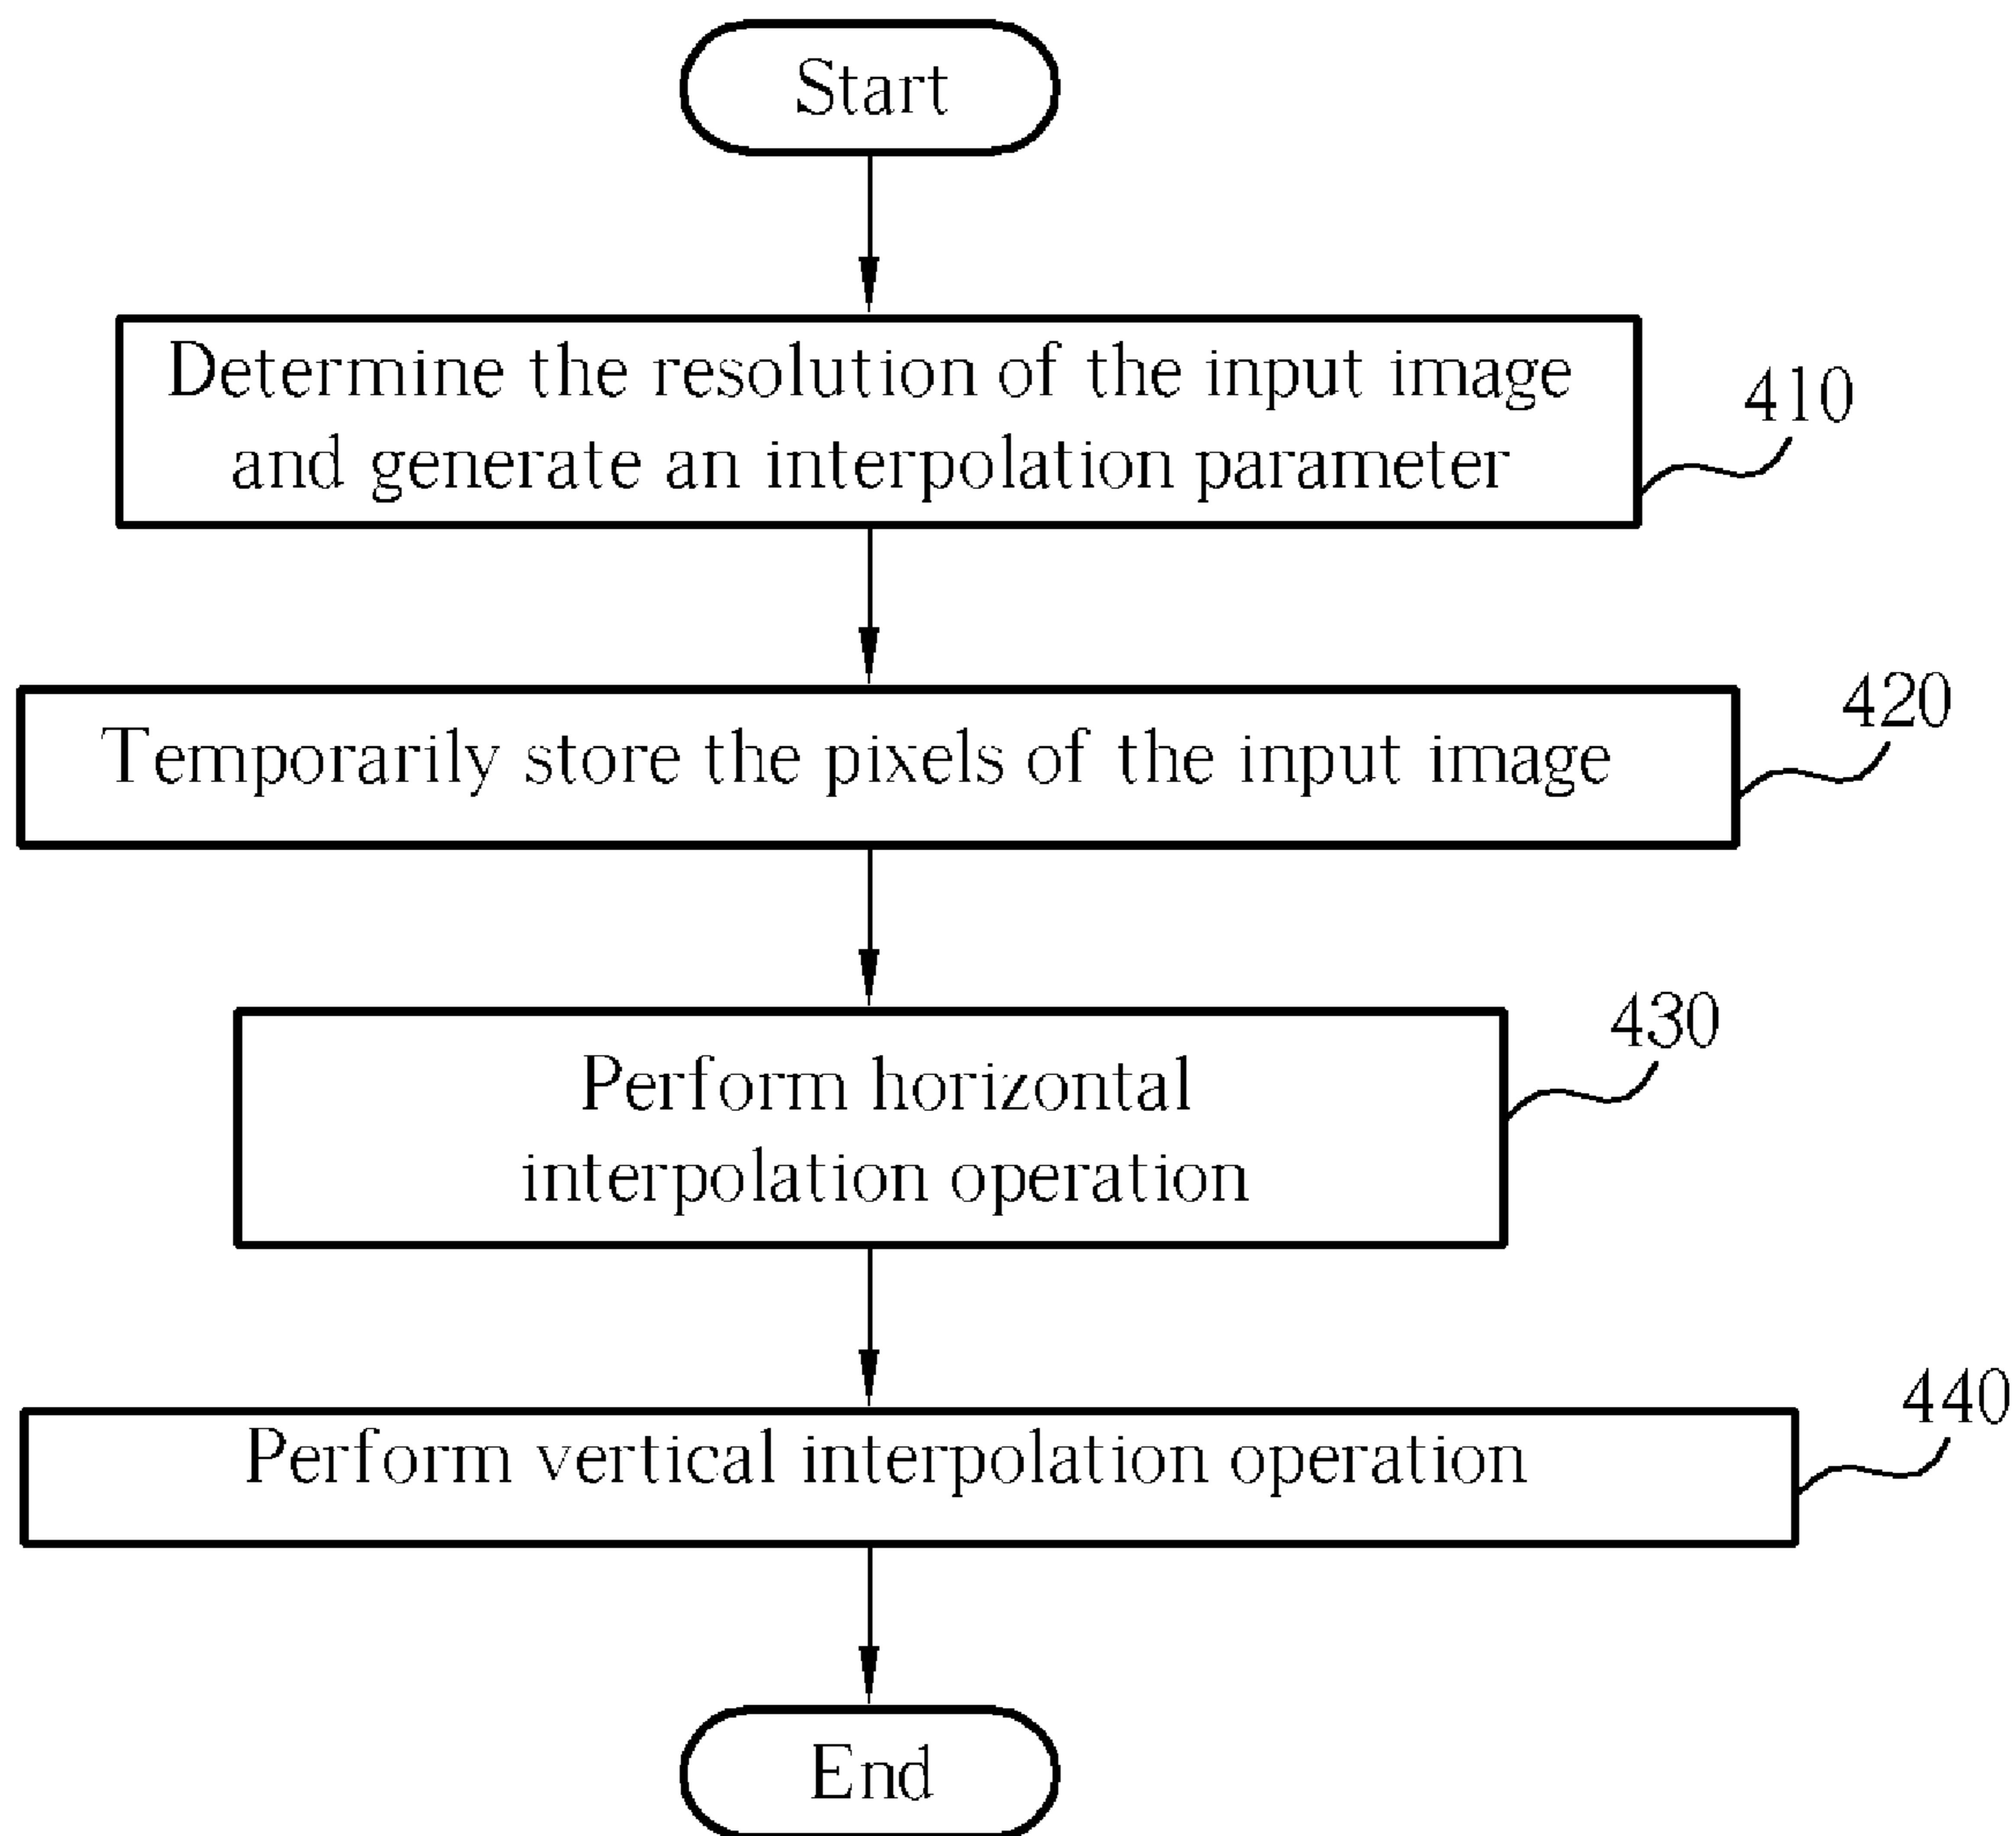 Start
Determine the resolution of the input image
and generate an interpolation parameter
410
Temporarily store the pixels of the input image
420
Perform horizontal
interpolation operation
430
Perform vertical interpolation operation
440
End